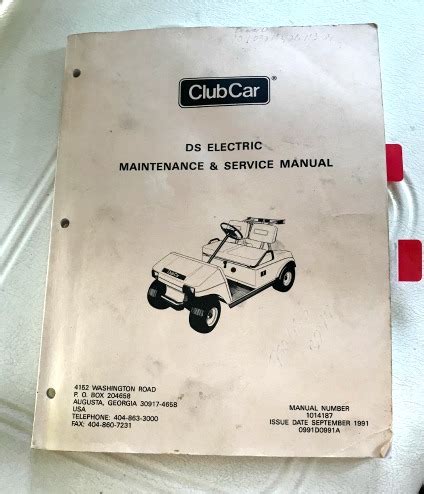 ClubCar®
DS ELECTRIC
MAINTENANCE & SERVICE MANUAL
4152 WASHINGTON ROAD
P. O. BOX 204658
AUGUSTA, GEORGIA 30917-4658
USA
TELEPHONE: 404-863-3000
FAX: 404-860-7231
MANUAL NUMBER
1014187
ISSUE DATE SEPTEMBER 1991
0991D0991A